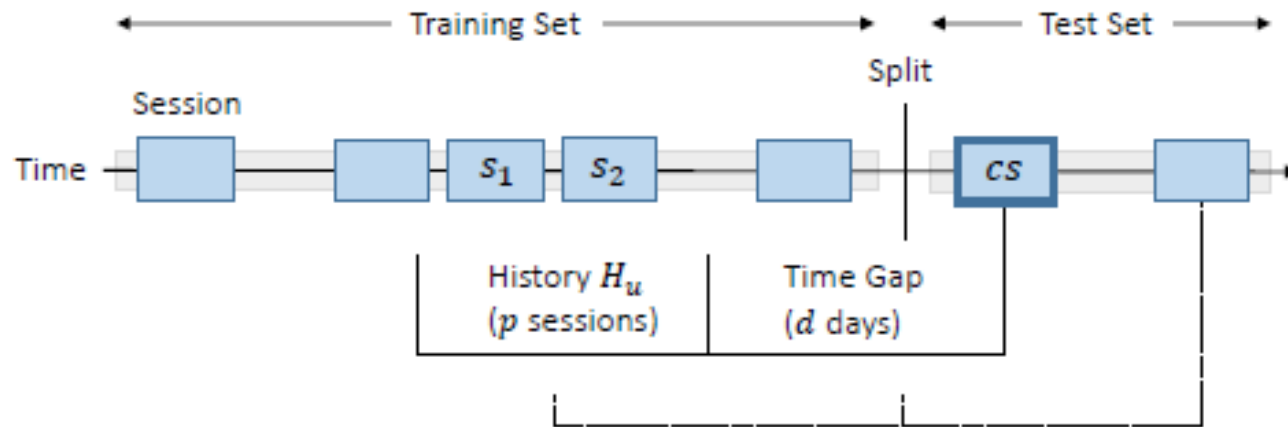 Training Set
Test Set
Split
Session
Time
s₁
s₂
cs
History Hᵤ
(p sessions)
Time Gap
(d days)